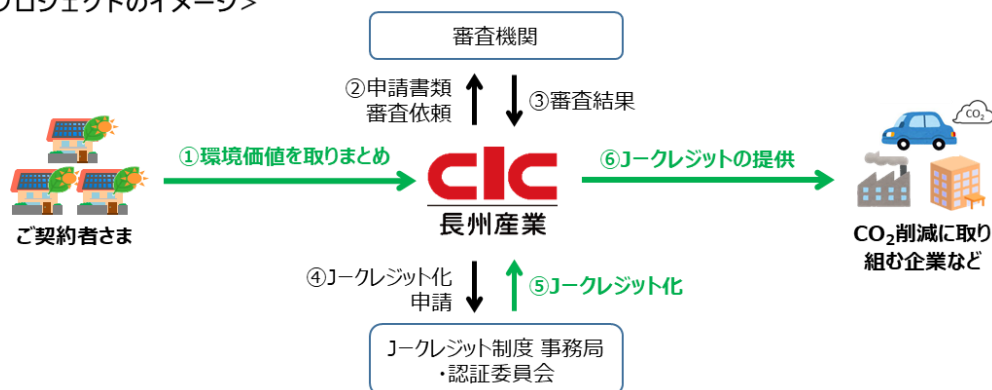 プロジェクトのイメージ＞
審査機関
②申請書類
審査依頼
③審査結果
CO₂
①環境価値を取りまとめ
clc
長州産業
⑥Jークレジットの提供
ご契約者さま
CO₂削減に取り
組む企業など
④Jークレジット化
申請
⑤Jークレジット化
Jークレジット制度 事務局
・認証委員会